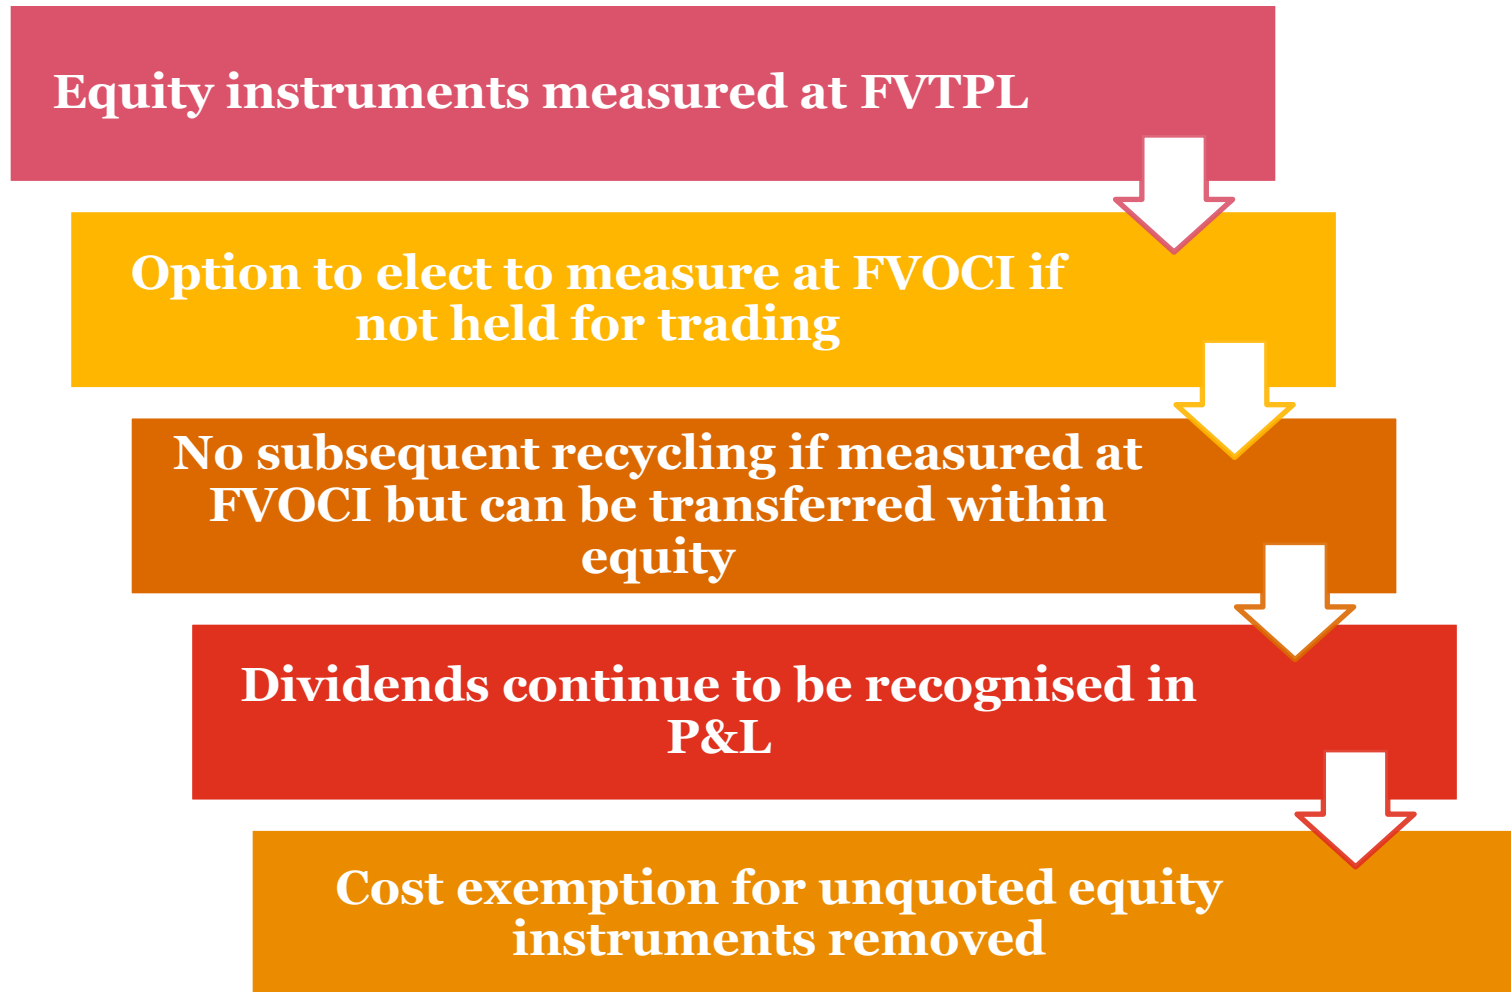 Equity instruments measured at FVTPL
Option to elect to measure at FVOCI if
not held for trading
No subsequent recycling if measured at
FVOCI but can be transferred within
equity
Dividends continue to be recognised in
P&L
Cost exemption for unquoted equity
instruments removed